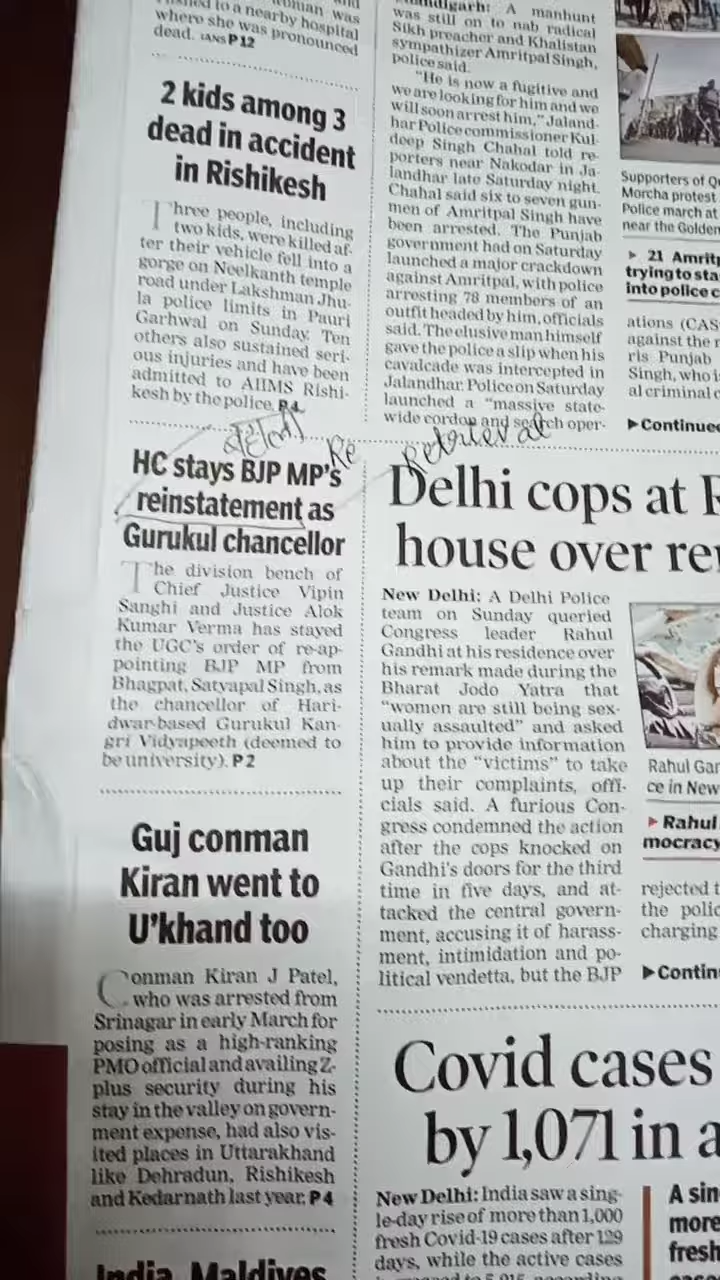 to a nearby hospital
where she was pronounced
dead. IANS P12
2 kids among 3
dead in accident
in Rishikesh
Three people, including
two kids, were killed af-
ter their vehicle fell into a
gorge on Neelkanth temple
road under Lakshman Jhu-
la police limits in Pauri
Garhwal on Sunday. Ten
others also sustained seri-
ous injuries and have been
admitted to AIIMS Rishi-
kesh by the police. P4
HC stays BJP MP's
reinstatement as
Gurukul chancellor
The division bench of
Chief Justice Vipin
Sanghi and Justice Alok
Kumar Verma has stayed
the UGC's order of re-ap-
pointing BJP MP from
Bhagpat, Satyapal Singh, as
the chancellor of Hari-
dwar-based Gurukul Kan-
gri Vidyapeeth (deemed to
be university). P2
Guj conman
Kiran went to
U'khand too
Conman Kiran J Patel,
who was arrested from
Srinagar in early March for
posing as a high-ranking
PMO official and availing Z-
plus security during his
stay in the valley on govern-
ment expense, had also vis-
ited places in Uttarakhand
like Dehradun, Rishikesh
and Kedarnath last year. P4
India, Maldives
A manhunt
was still on to nab radical
Sikh preacher and Khalistan
sympathizer Amritpal Singh,
police said.
"He is now a fugitive and
we are looking for him and we
will soon arrest him," Jaland-
har Police commissioner Kul-
deep Singh Chahal told re-
porters near Nakodar in Ja-
landhar late Saturday night.
Chahal said six to seven gun-
men of Amritpal Singh have
been arrested. The Punjab
government had on Saturday
launched a major crackdown
against Amritpal, with police
arresting 78 members of an
outfit headed by him, officials
said. The elusive man himself
gave the police a slip when his
cavalcade was intercepted in
Jalandhar. Police on Saturday
launched a "massive state-
wide cordon and search oper-
Re
Retrieval
Supporters of Q
Morcha protest
Police march at
near the Golden
▶ 21 Amritp
trying to sta
into police c
ations (CAS
against the r
ris Punjab
Singh, who i
al criminal c
▶Continue
Delhi cops at R
house over re
New Delhi: A Delhi Police
team on Sunday queried
Congress leader Rahul
Gandhi at his residence over
his remark made during the
Bharat Jodo Yatra that
"women are still being sex-
ually assaulted" and asked
him to provide information
about the "victims" to take
up their complaints, offi-
cials said. A furious Con-
gress condemned the action
after the cops knocked on
Gandhi's doors for the third
time in five days, and at-
tacked the central govern-
ment, accusing it of harass-
ment, intimidation and po-
litical vendetta, but the BJP
Rahul Gan
ce in New
▶ Rahul
mocracy
rejected t
the polic
charging
▶Contin
Covid cases
by 1,071 in a
New Delhi: India saw a sing-
le-day rise of more than 1,000
fresh Covid-19 cases after 129
days, while the active cases
A sin
more
fresh